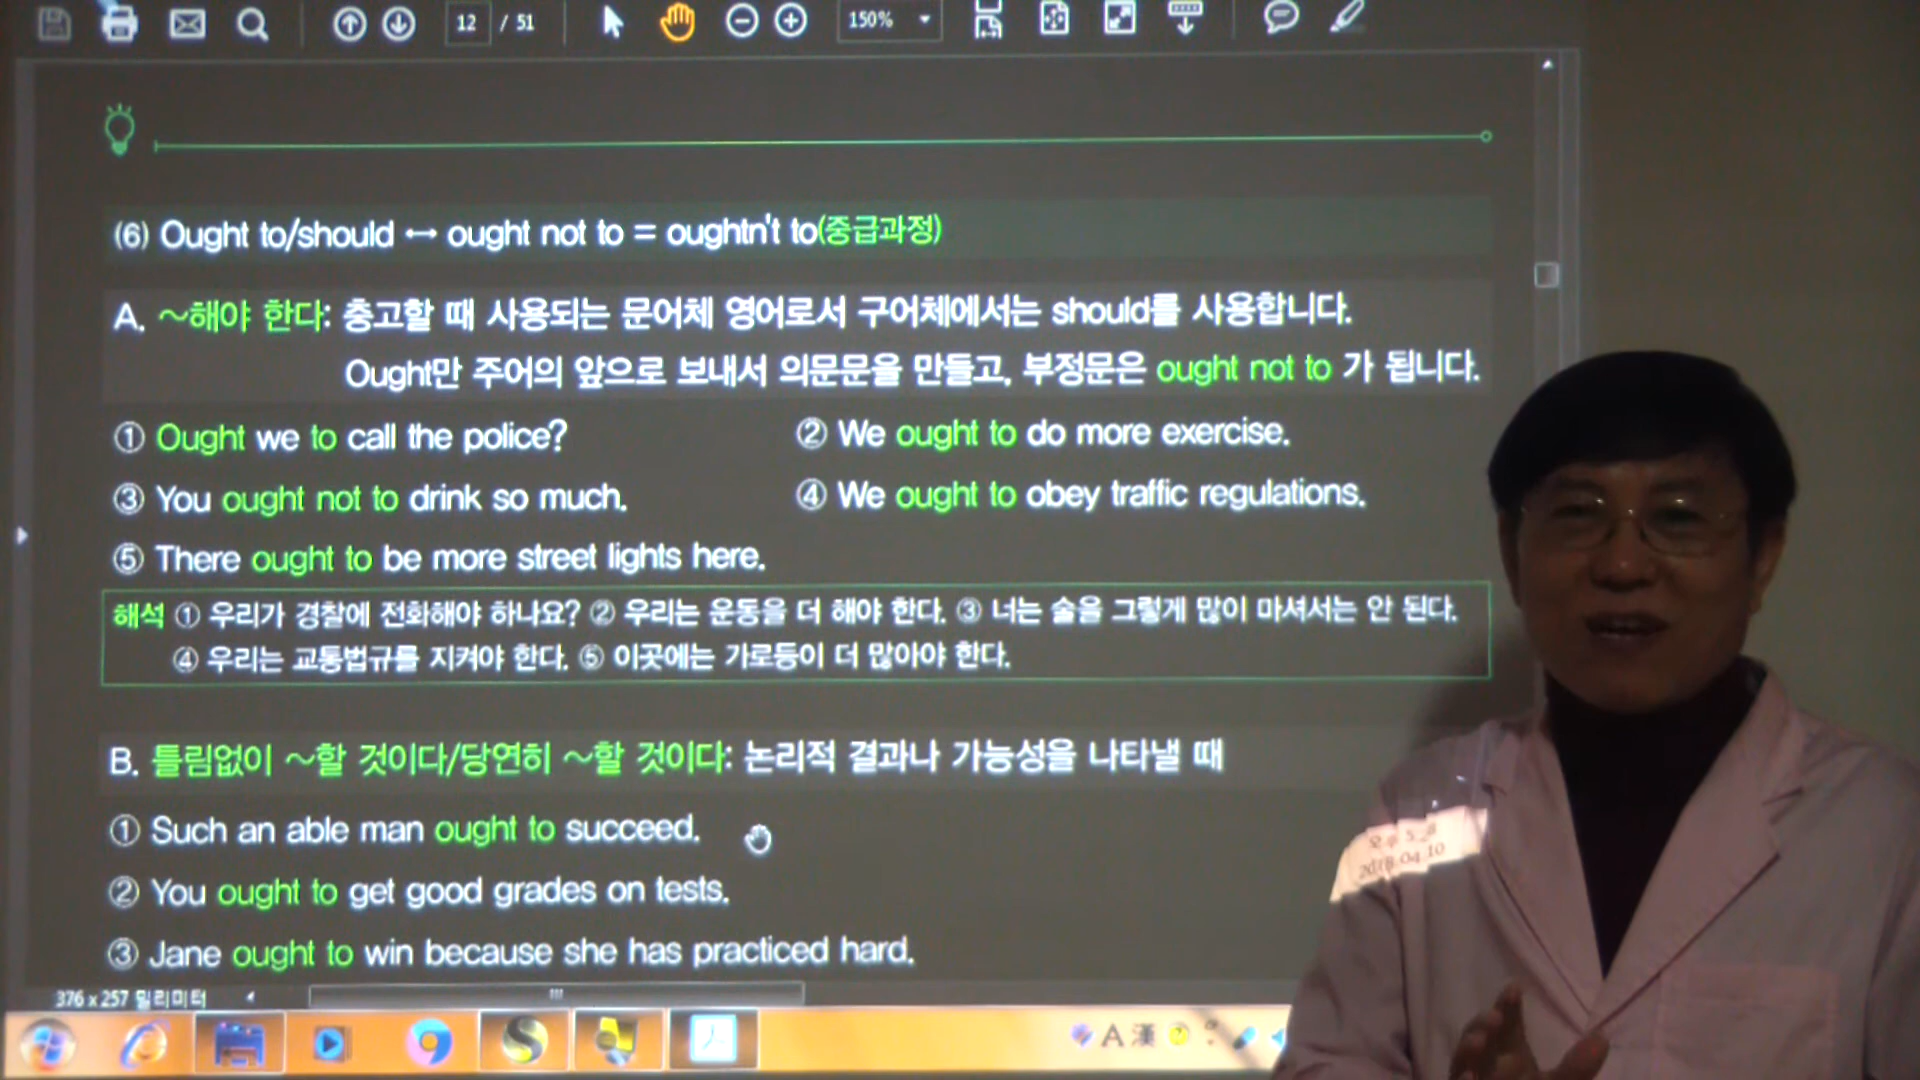 12 / 51 150%
(6) Ought to/should ↔ ought not to = oughtn't to(중급과정)
A. ～해야 한다: 충고할 때 사용되는 문어체 영어로서 구어체에서는 should를 사용합니다.
Ought만 주어의 앞으로 보내서 의문문을 만들고, 부정문은 ought not to 가 됩니다.
① Ought we to call the police? ② We ought to do more exercise.
③ You ought not to drink so much. ④ We ought to obey traffic regulations.
⑤ There ought to be more street lights here.
해석 ① 우리가 경찰에 전화해야 하나요? ② 우리는 운동을 더 해야 한다. ③ 너는 술을 그렇게 많이 마셔서는 안 된다.
④ 우리는 교통법규를 지켜야 한다. ⑤ 이곳에는 가로등이 더 많아야 한다.
B. 틀림없이 ～할 것이다/당연히 ～할 것이다: 논리적 결과나 가능성을 나타낼 때
① Such an able man ought to succeed.
② You ought to get good grades on tests.
③ Jane ought to win because she has practiced hard.
376 x 257 밀리미터
A 漢
2018.04.10